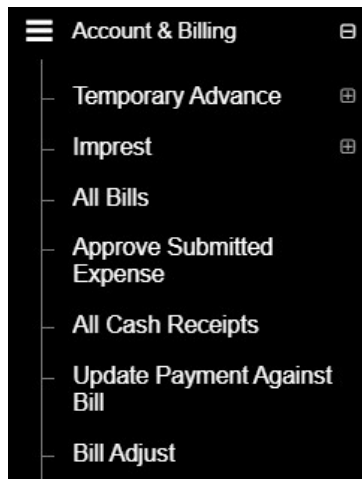 Account & Billing
Temporary Advance
Imprest
All Bills
Approve Submitted
Expense
All Cash Receipts
Update Payment Against
Bill
Bill Adjust